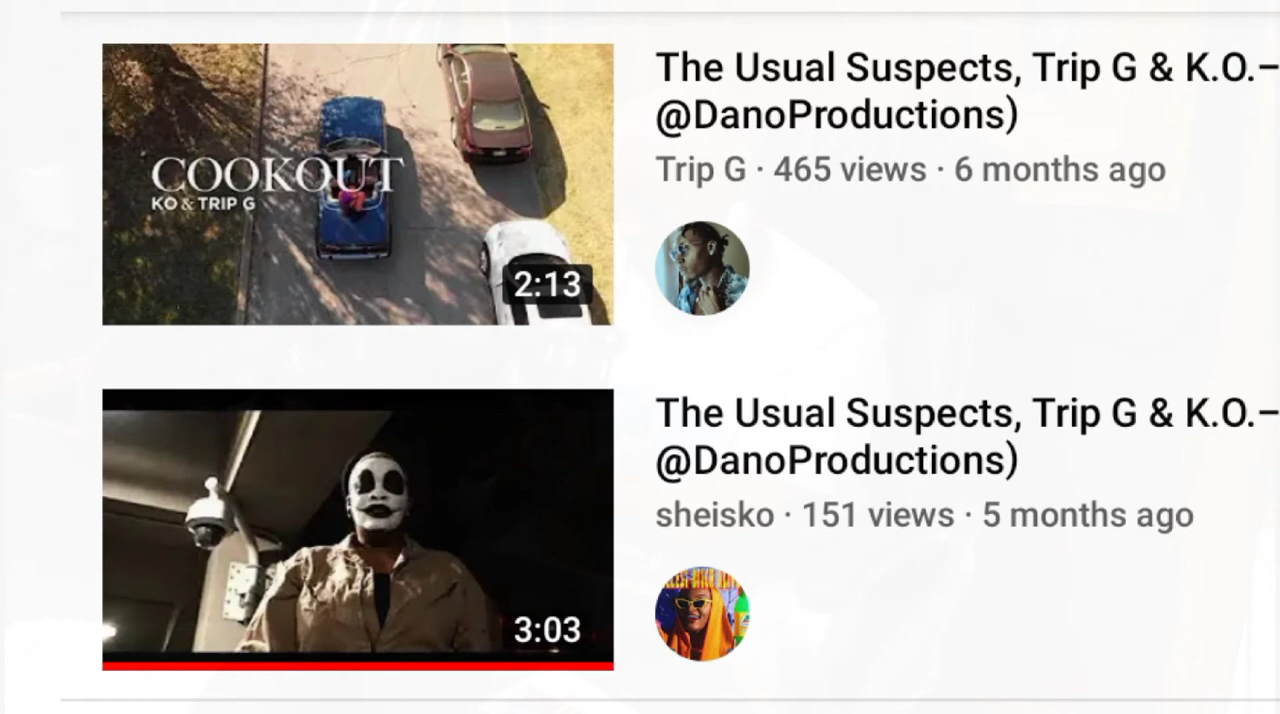 COOKOUT
KO & TRIP G
2:13
The Usual Suspects, Trip G & K.O.–
@DanoProductions)
Trip G · 465 views · 6 months ago
3:03
The Usual Suspects, Trip G & K.O.–
@DanoProductions)
sheisko · 151 views · 5 months ago